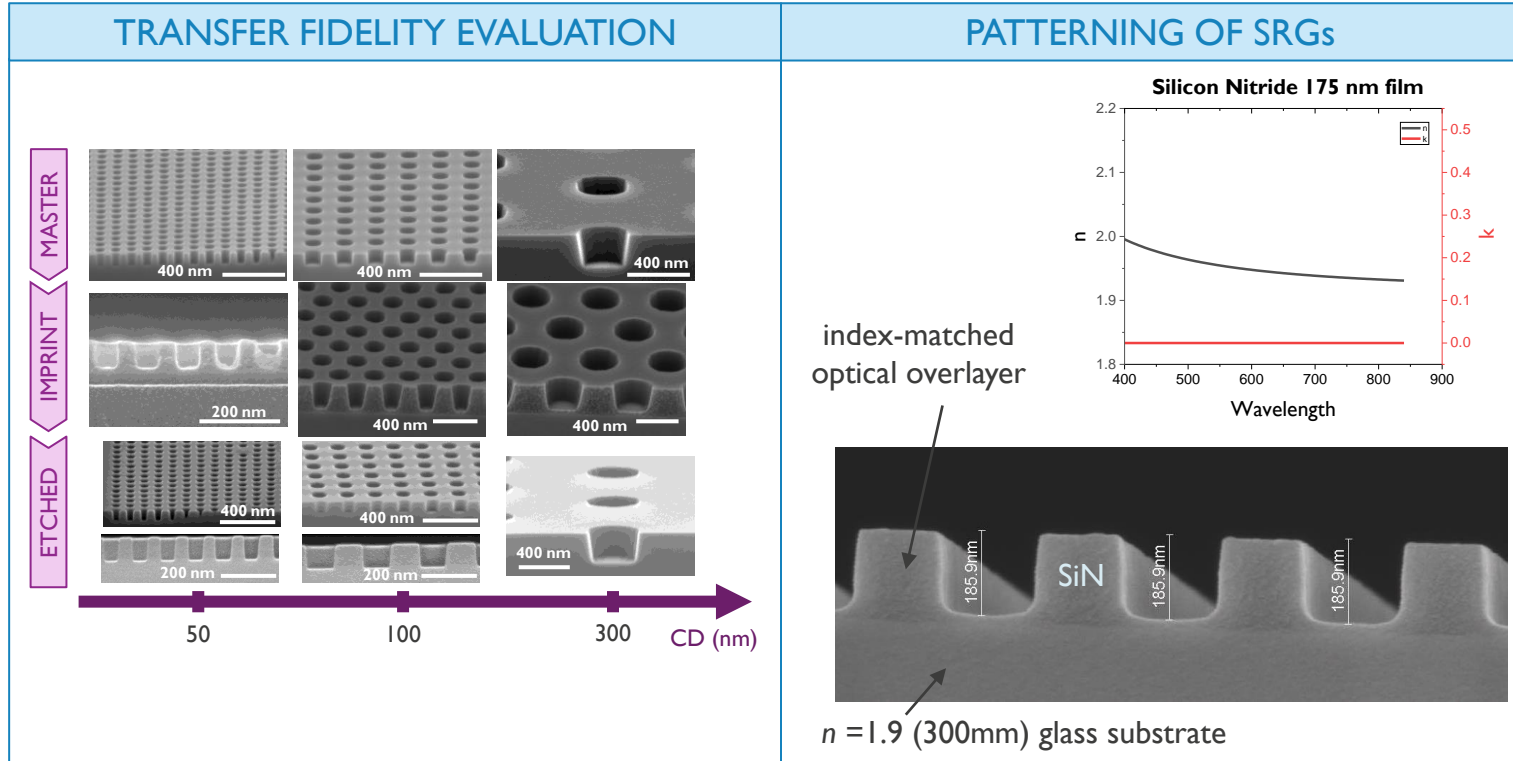 TRANSFER FIDELITY EVALUATION
MASTER
400 nm
400 nm
400 nm
IMPRINT
200 nm
400 nm
400 nm
ETCHED
400 nm
400 nm
200 nm
200 nm
400 nm
50
100
300
CD (nm)
PATTERNING OF SRGs
Silicon Nitride 175 nm film
2.2
2.1
2.0
1.9
1.8
n
n
k
0.5
0.4
0.3
0.2
0.1
0.0
k
400
500
600
700
800
900
Wavelength
index-matched
optical overlayer
SiN
185.9nm
185.9nm
185.9nm
n =1.9 (300mm) glass substrate